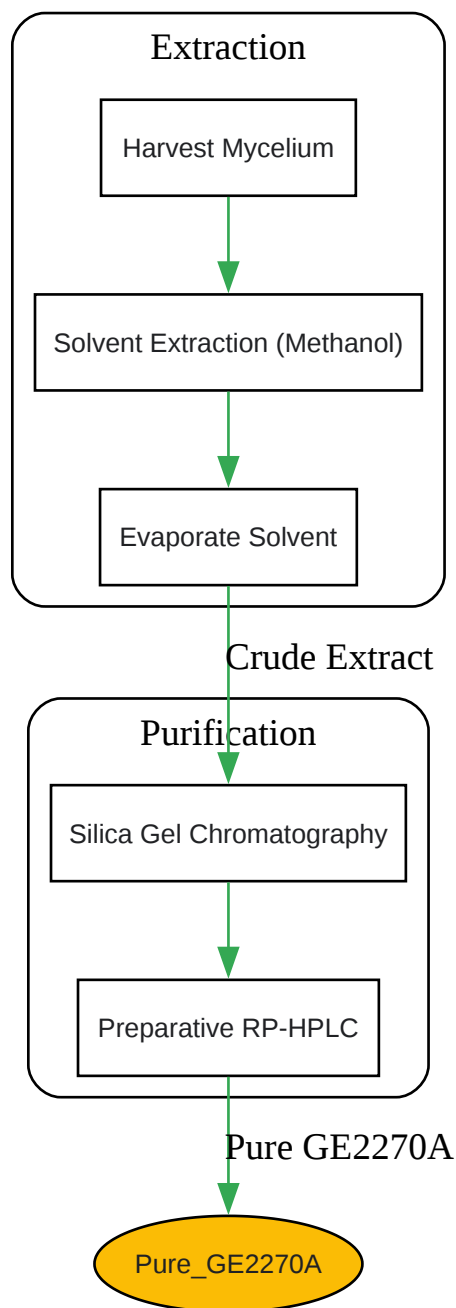 Extraction
Harvest Mycelium
Solvent Extraction (Methanol)
Evaporate Solvent
Crude Extract
Purification
Silica Gel Chromatography
Preparative RP-HPLC
Pure GE2270A
Pure_GE2270A